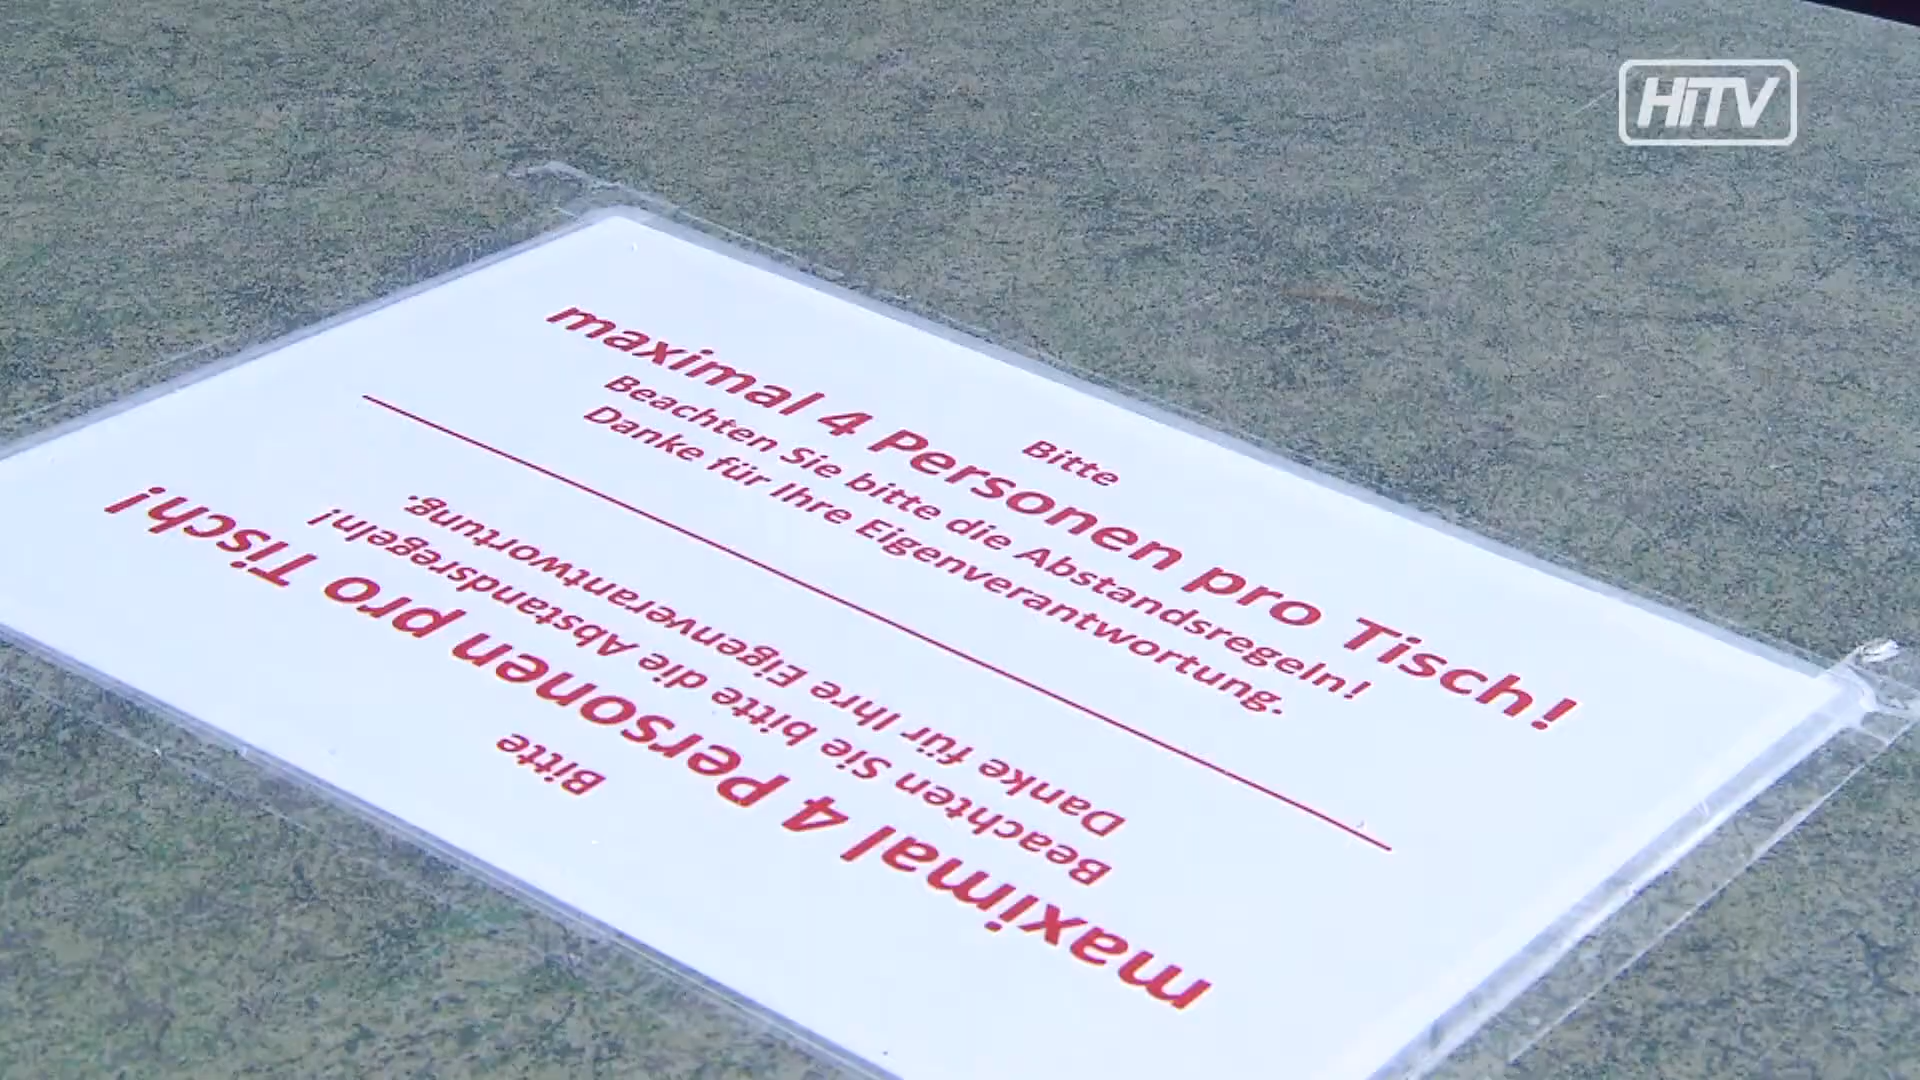 HiTV
Bitte
maximal 4 Personen pro Tisch!
Beachten Sie bitte die Abstandsregeln!
Danke für Ihre Eigenverantwortung.
Danke für Ihre Eigenverantwortung.
Beachten Sie bitte die Abstandsregeln!
maximal 4 Personen pro Tisch!
Bitte